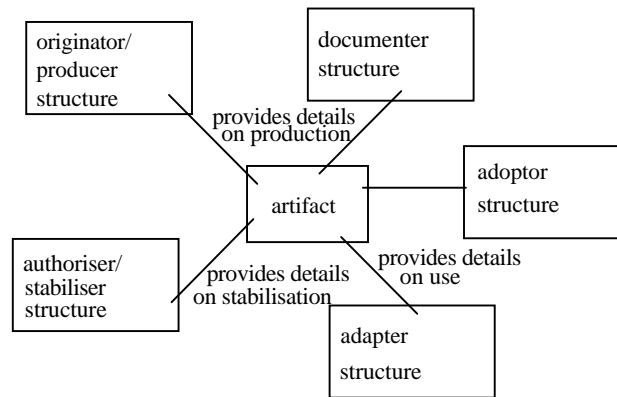 originator/
producer
structure
documenter
structure
provides details
on production
artifact
adoptor
structure
authoriser/
stabiliser
structure
provides details
on stabilisation
provides details
on use
adapter
structure